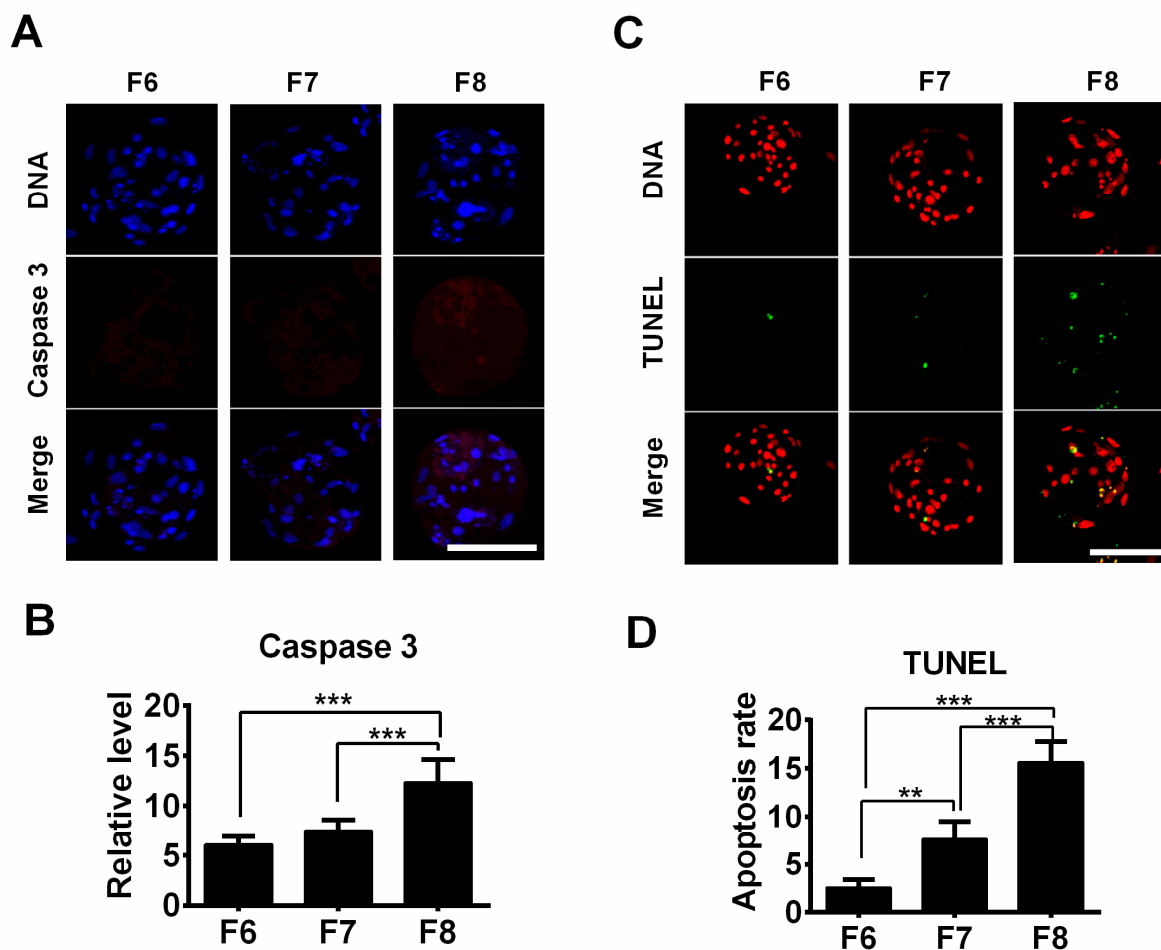 A
F6 F7 F8
DNA
Caspase 3
Merge
C
F6 F7 F8
DNA
TUNEL
Merge
B
Caspase 3
Relative level
20
15
10
5
0
***
***
F6 F7 F8
D
TUNEL
Apoptosis rate
20
15
10
5
0
***
***
**
F6 F7 F8